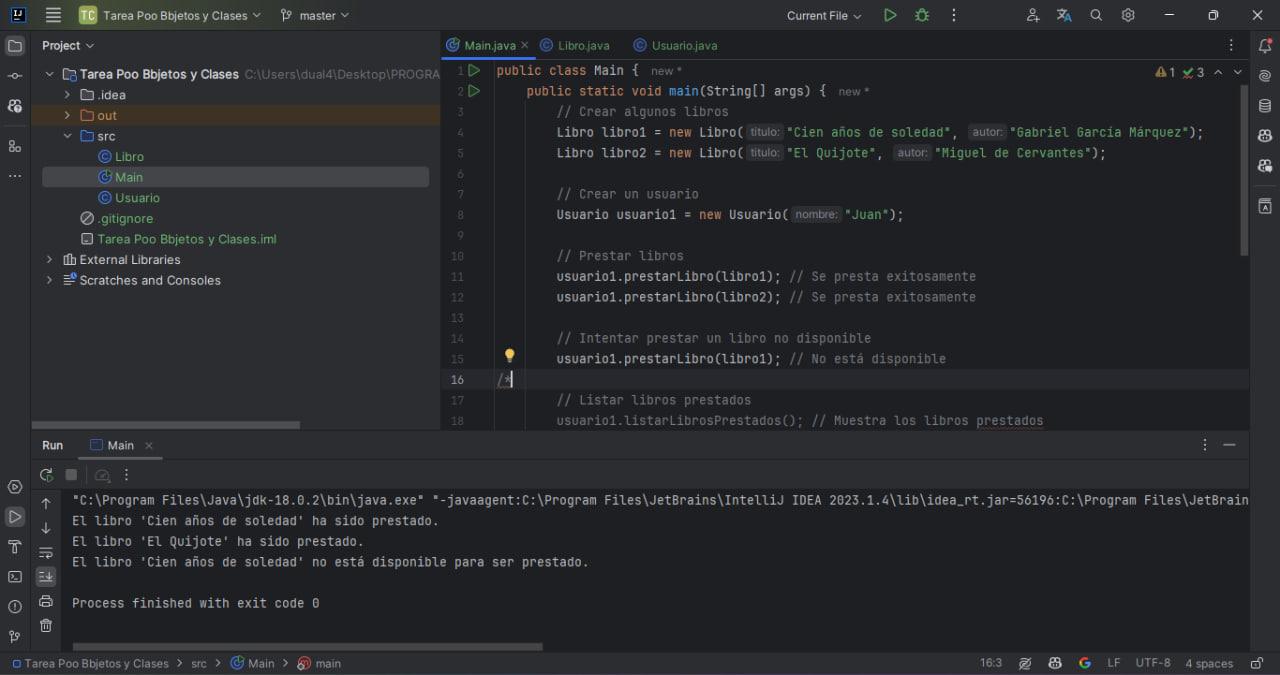 TC Tarea Poo Bbjetos y Clases master Current File
Project
Tarea Poo Bbjetos y Clases C:\Users\dual4\Desktop\PROGRA
.idea
out
src
Libro
Main
Usuario
.gitignore
Tarea Poo Bbjetos y Clases.iml
External Libraries
Scratches and Consoles
Main.java Libro.java Usuario.java
1 public class Main { new *
2 public static void main(String[] args) { new *
3 // Crear algunos libros
4 Libro libro1 = new Libro( titulo: "Cien años de soledad", autor: "Gabriel García Márquez");
5 Libro libro2 = new Libro( titulo: "El Quijote", autor: "Miguel de Cervantes");
6
7 // Crear un usuario
8 Usuario usuario1 = new Usuario( nombre: "Juan");
9
10 // Prestar libros
11 usuario1.prestarLibro(libro1); // Se presta exitosamente
12 usuario1.prestarLibro(libro2); // Se presta exitosamente
13
14 // Intentar prestar un libro no disponible
15 usuario1.prestarLibro(libro1); // No está disponible
16 /*
17 // Listar libros prestados
18 usuario1.listarLibrosPrestados(); // Muestra los libros prestados
1 3
Run Main
"C:\Program Files\Java\jdk-18.0.2\bin\java.exe" "-javaagent:C:\Program Files\JetBrains\IntelliJ IDEA 2023.1.4\lib\idea_rt.jar=56196:C:\Program Files\JetBrain
El libro 'Cien años de soledad' ha sido prestado.
El libro 'El Quijote' ha sido prestado.
El libro 'Cien años de soledad' no está disponible para ser prestado.
Process finished with exit code 0
Tarea Poo Bbjetos y Clases > src > Main > main 16:3 LF UTF-8 4 spaces